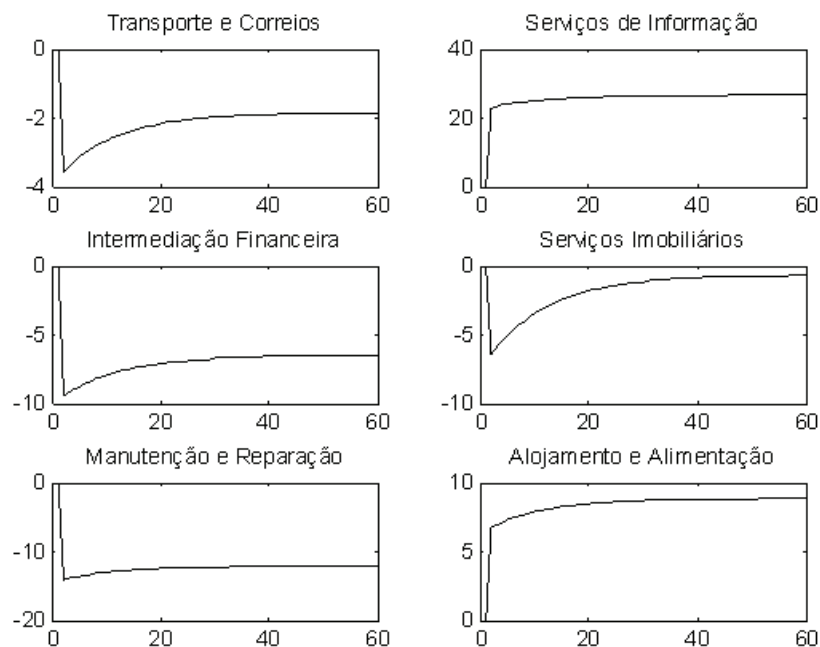 Transporte e Correios
0
-2
-4
0 20 40 60
Serviços de Informação
40
20
0
0 20 40 60
Intermediação Financeira
0
-5
-10
0 20 40 60
Serviços Imobiliários
0
-5
-10
0 20 40 60
Manutenção e Reparação
0
-10
-20
0 20 40 60
Alojamento e Alimentação
10
5
0
0 20 40 60